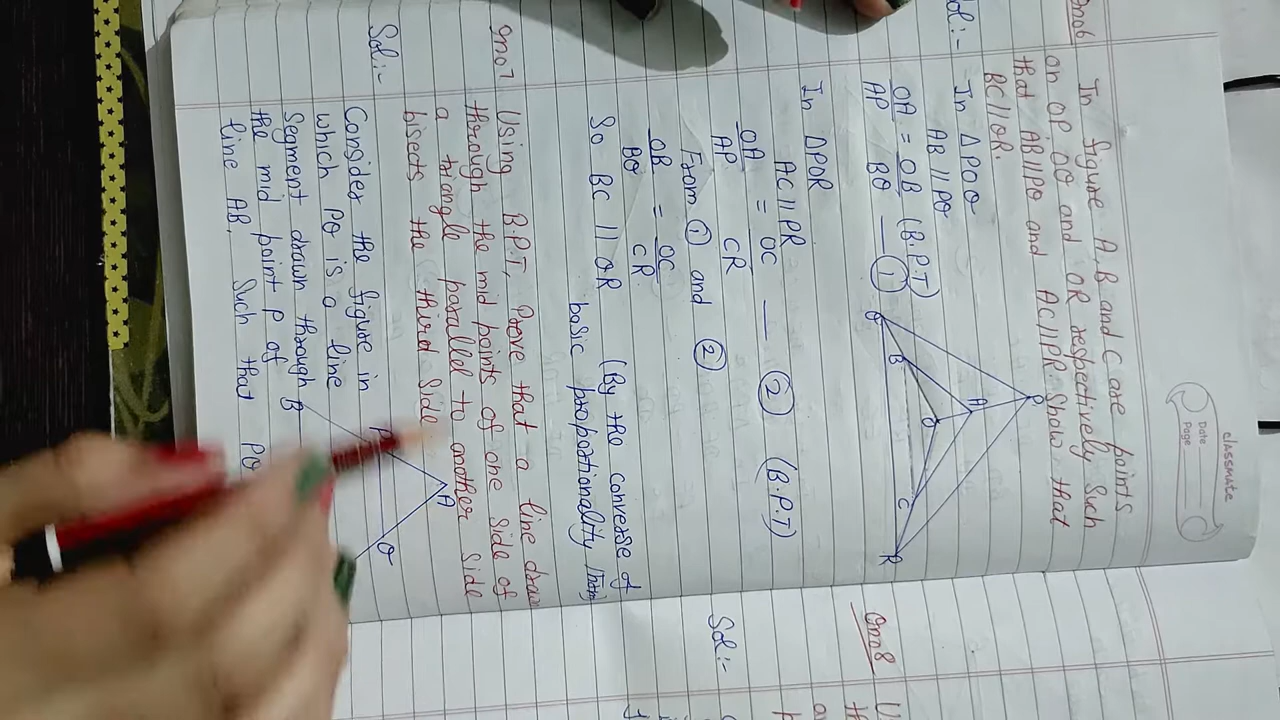 classmate
Date
Page
Qno6 In figure A, B and C are points
on OP, OQ and OR respectively Such
that AB//PQ and AC//PR Show that
BC//QR.
Sol:- In ΔPOQ
AB // PQ
OA = OB (B.P.T)
AP BQ — 1
In ΔPOR
AC // PR
OA = OC — 2 (B.P.T)
AP CR
From 1 and 2
OB = OC
BQ CR
So BC // QR (By the converse of
basic proportionality
Qno7 Using B.P.T, Prove that a line drawn
through the mid points of one side of
a triangle parallel to another side
bisects the third side
Sol:-
Consider the figure in
which PQ is a line
Segment drawn through
the mid point P of
line AB, Such that PQ
P
A
B
O
C
Q
R
A
P
Q
B
Qno8
Sol:-